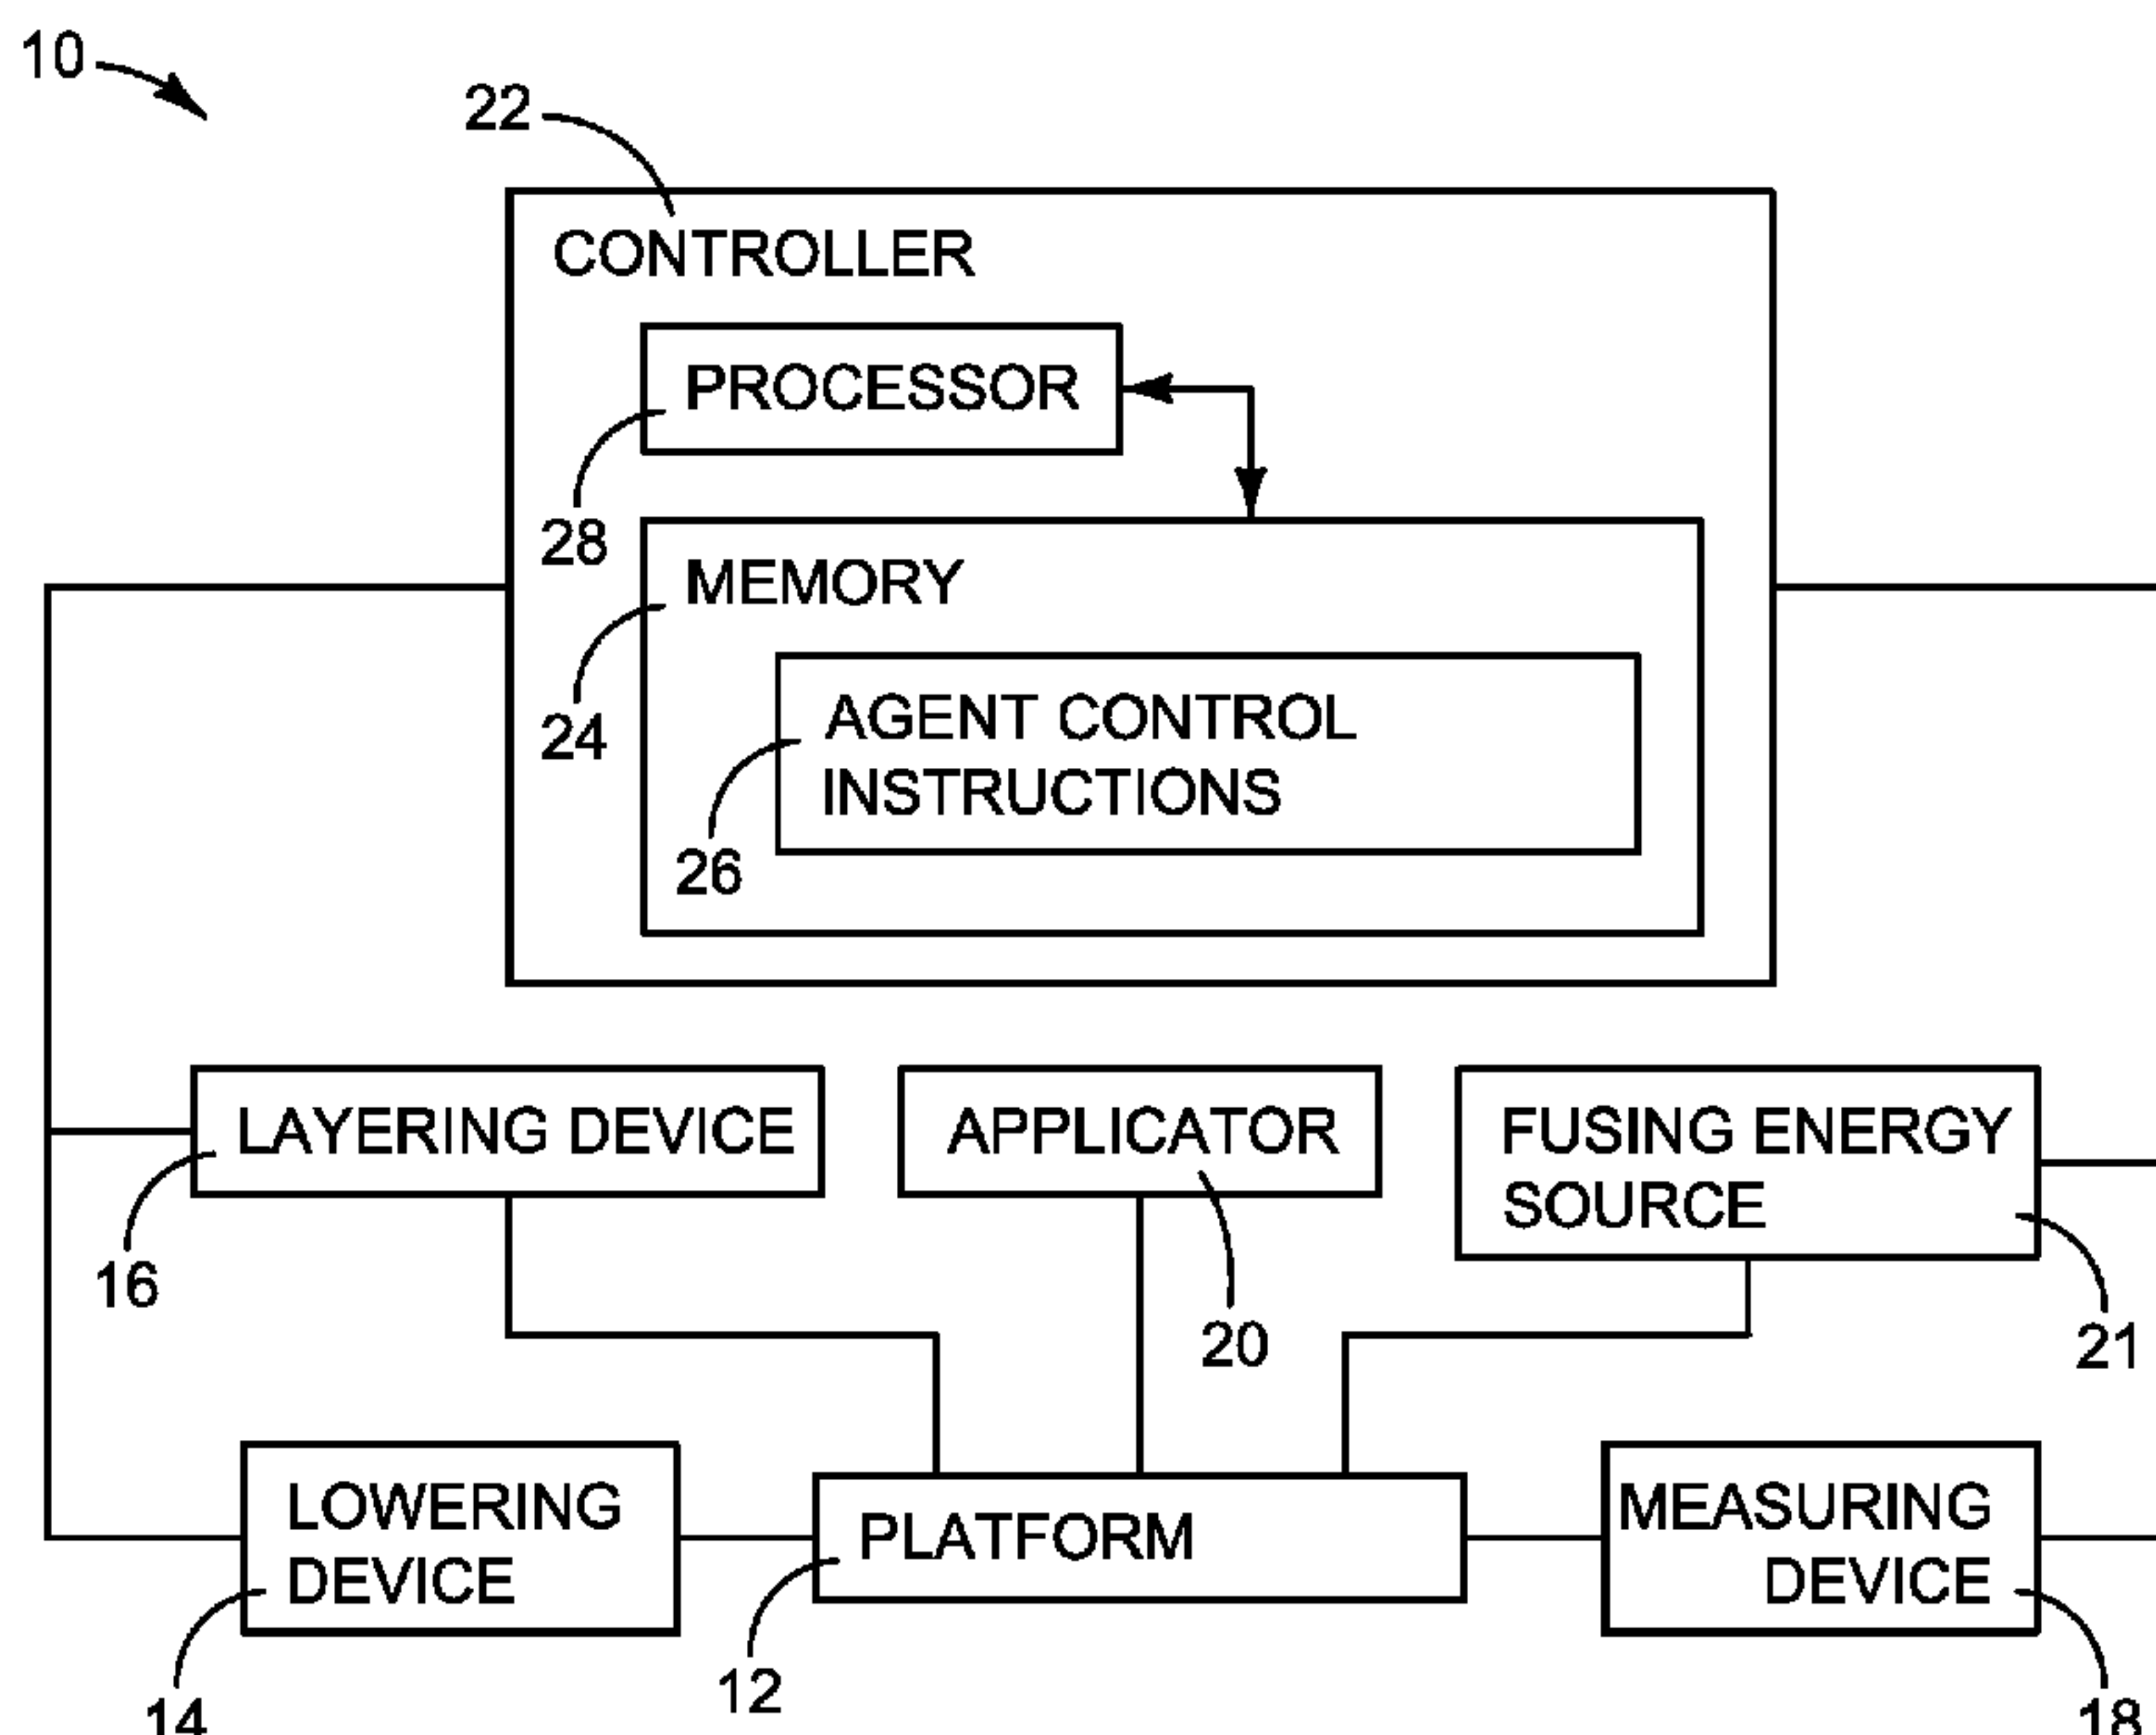 10
22
CONTROLLER
PROCESSOR
28
MEMORY
24
AGENT CONTROL
INSTRUCTIONS
26
LAYERING DEVICE
APPLICATOR
FUSING ENERGY
SOURCE
16
20
21
LOWERING
DEVICE
PLATFORM
MEASURING
DEVICE
12
14
18